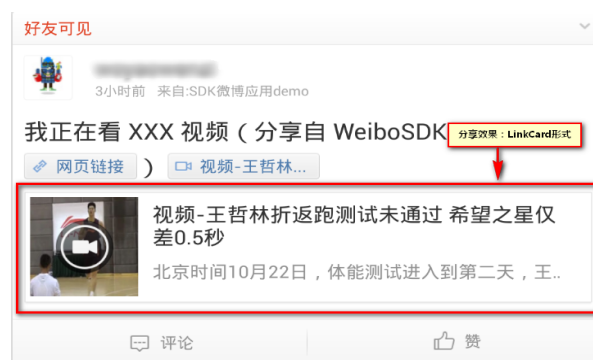 好友可见
3小时前 来自:SDK微博应用demo
我正在看 XXX 视频（分享自 WeiboSDK
分享效果：LinkCard形式
网页链接 ） 视频-王哲林...
视频-王哲林折返跑测试未通过 希望之星仅
差0.5秒
北京时间10月22日，体能测试进入到第二天，王..
评论 赞